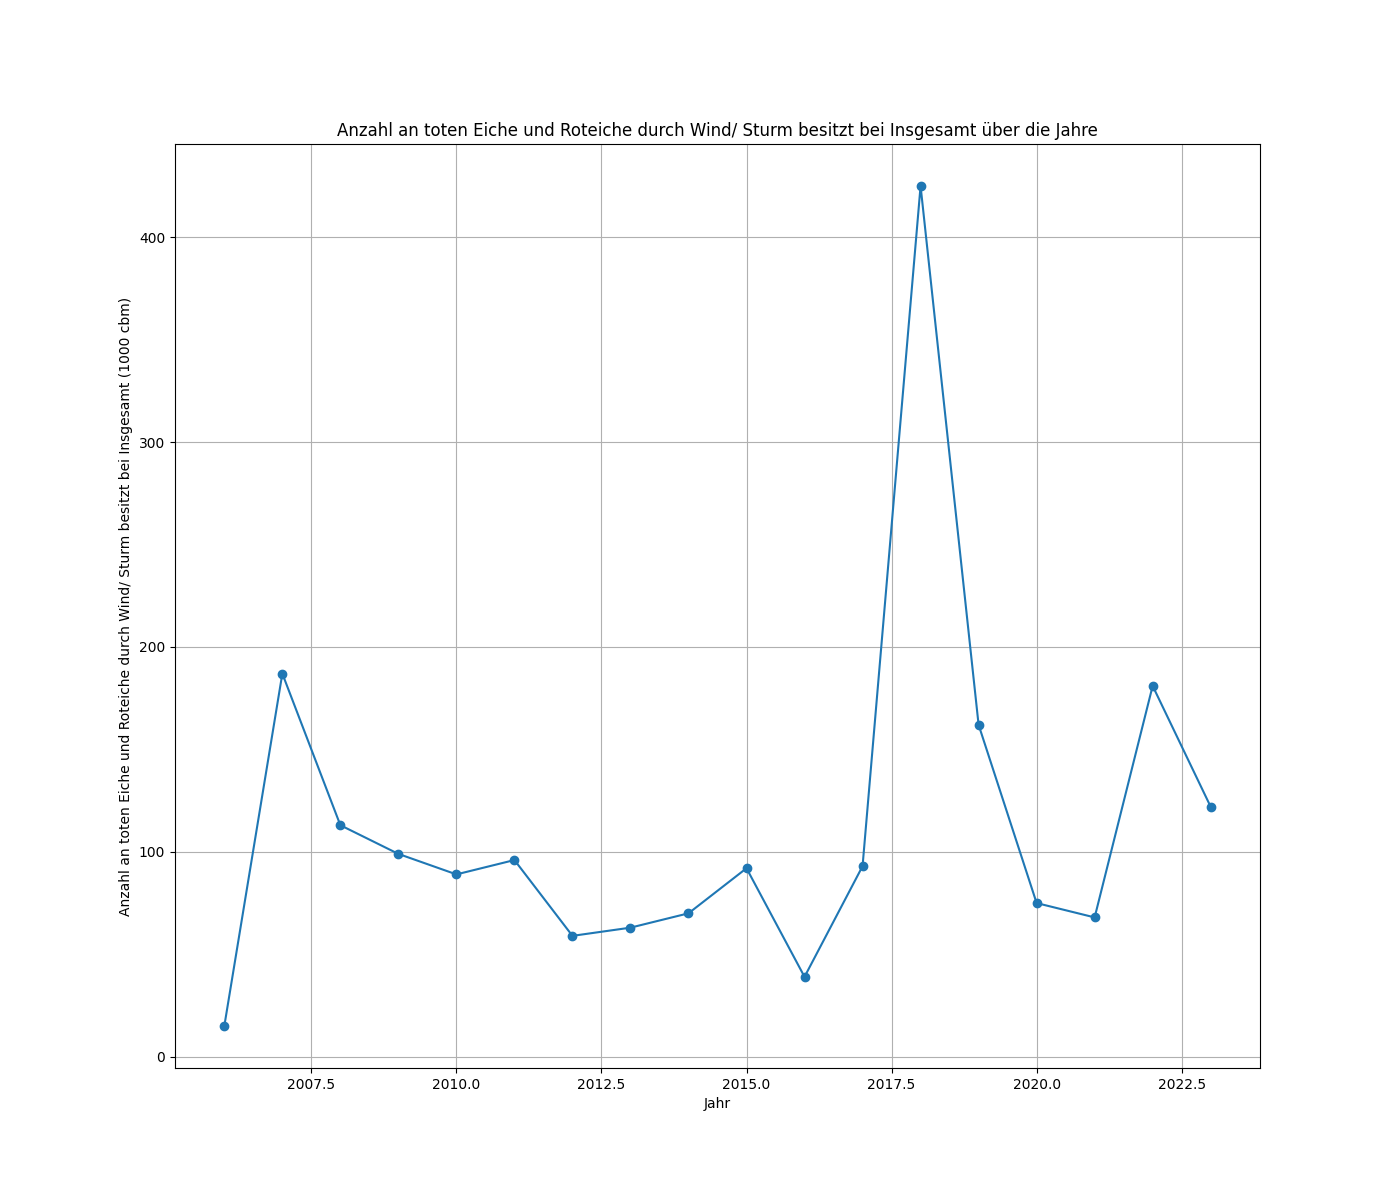 Anzahl an toten Eiche und Roteiche durch Wind/ Sturm besitzt bei Insgesamt über die Jahre
Anzahl an toten Eiche und Roteiche durch Wind/ Sturm besitzt bei Insgesamt (1000 cbm)
400
300
200
100
0
2007.5 2010.0 2012.5 2015.0 2017.5 2020.0 2022.5
Jahr